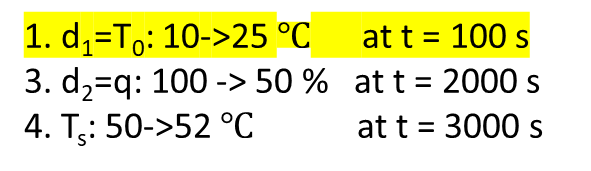 1. d₁=T₀: 10->25 °C at t = 100 s
3. d₂=q: 100 -> 50 % at t = 2000 s
4. Tₛ: 50->52 °C at t = 3000 s